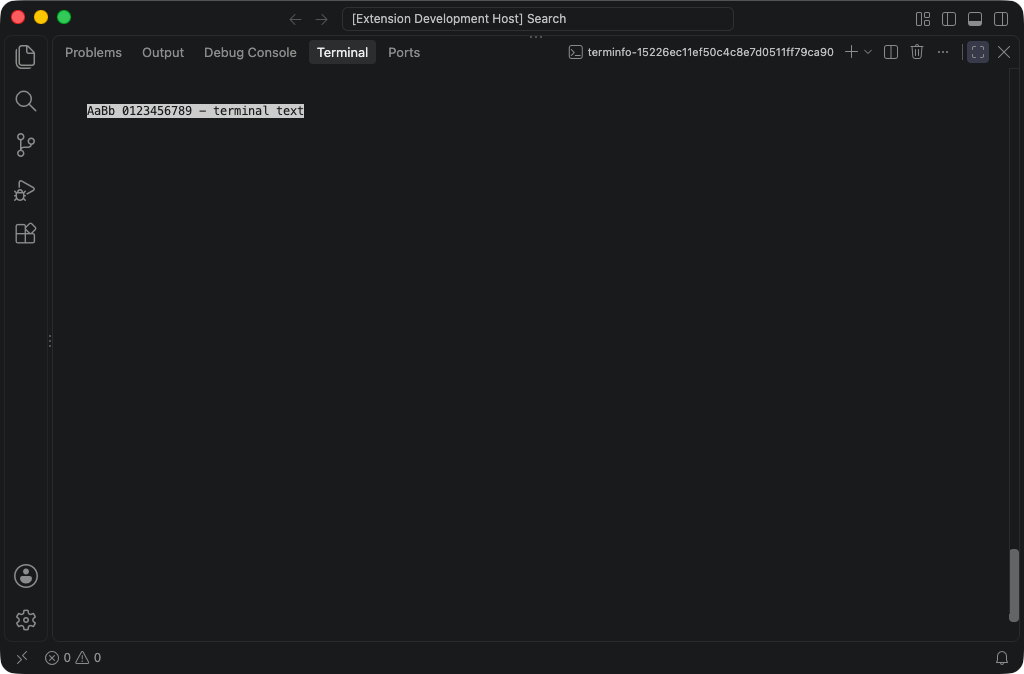 [Extension Development Host] Search
Problems Output Debug Console Terminal Ports
terminfo-15226ec11ef50c4c8e7d0511ff79ca90
AaBb 0123456789 — terminal text
0 0